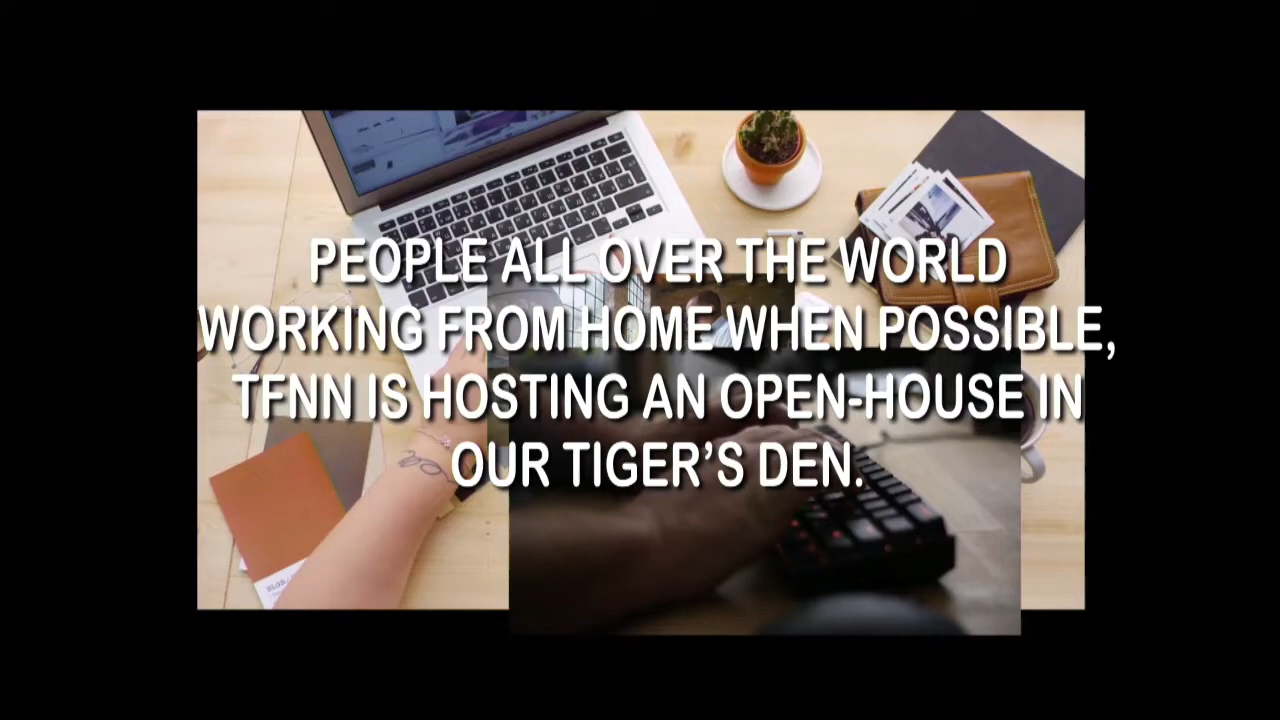 PEOPLE ALL OVER THE WORLD
WORKING FROM HOME WHEN POSSIBLE,
TFNN IS HOSTING AN OPEN-HOUSE IN
OUR TIGER’S DEN.